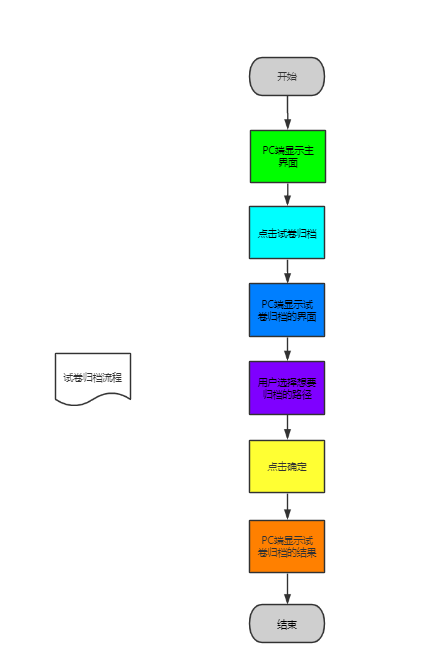 开始
PC端显示主
界面
点击试卷归档
PC端显示试
卷归档的界面
试卷归档流程
用户选择想要
归档的路径
点击确定
PC端显示试
卷归档的结果
结束